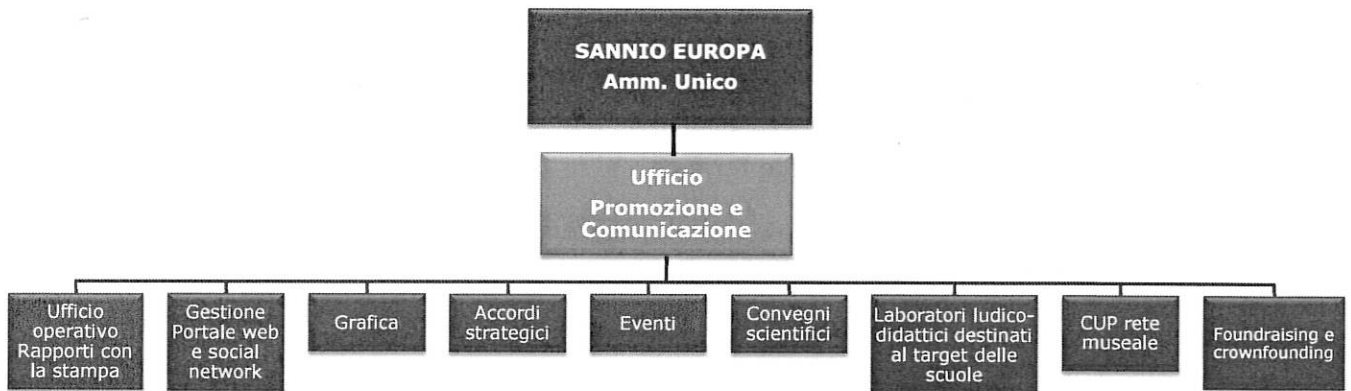 SANNIO EUROPA
Amm. Unico
Ufficio
Promozione e
Comunicazione
Ufficio
operativo
Rapporti con
la stampa
Gestione
Portale web
e social
network
Grafica
Accordi
strategici
Eventi
Convegni
scientifici
Laboratori ludico-
didattici destinati
al target delle
scuole
CUP rete
museale
Foundraising e
crownfounding